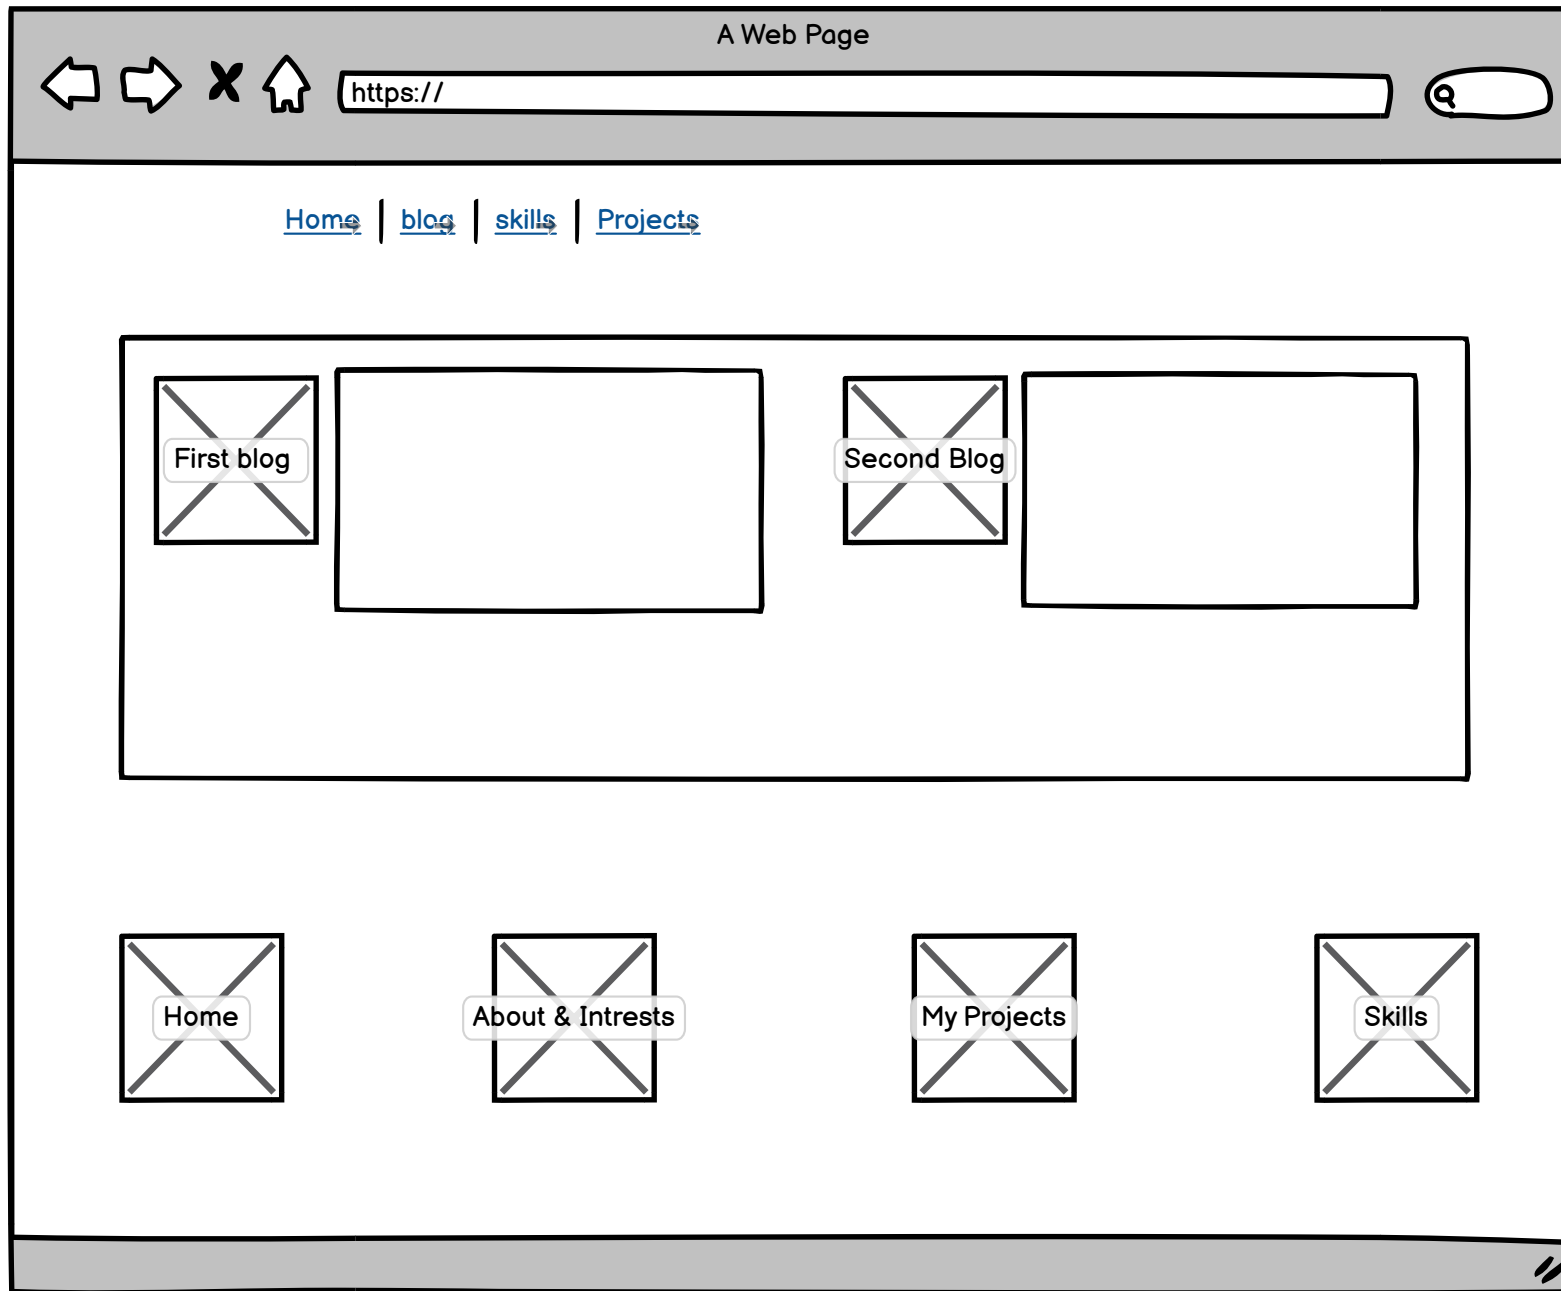 A Web Page
https://
Home blog skills Projects
First blog
Second Blog
Home
About & Intrests
My Projects
Skills